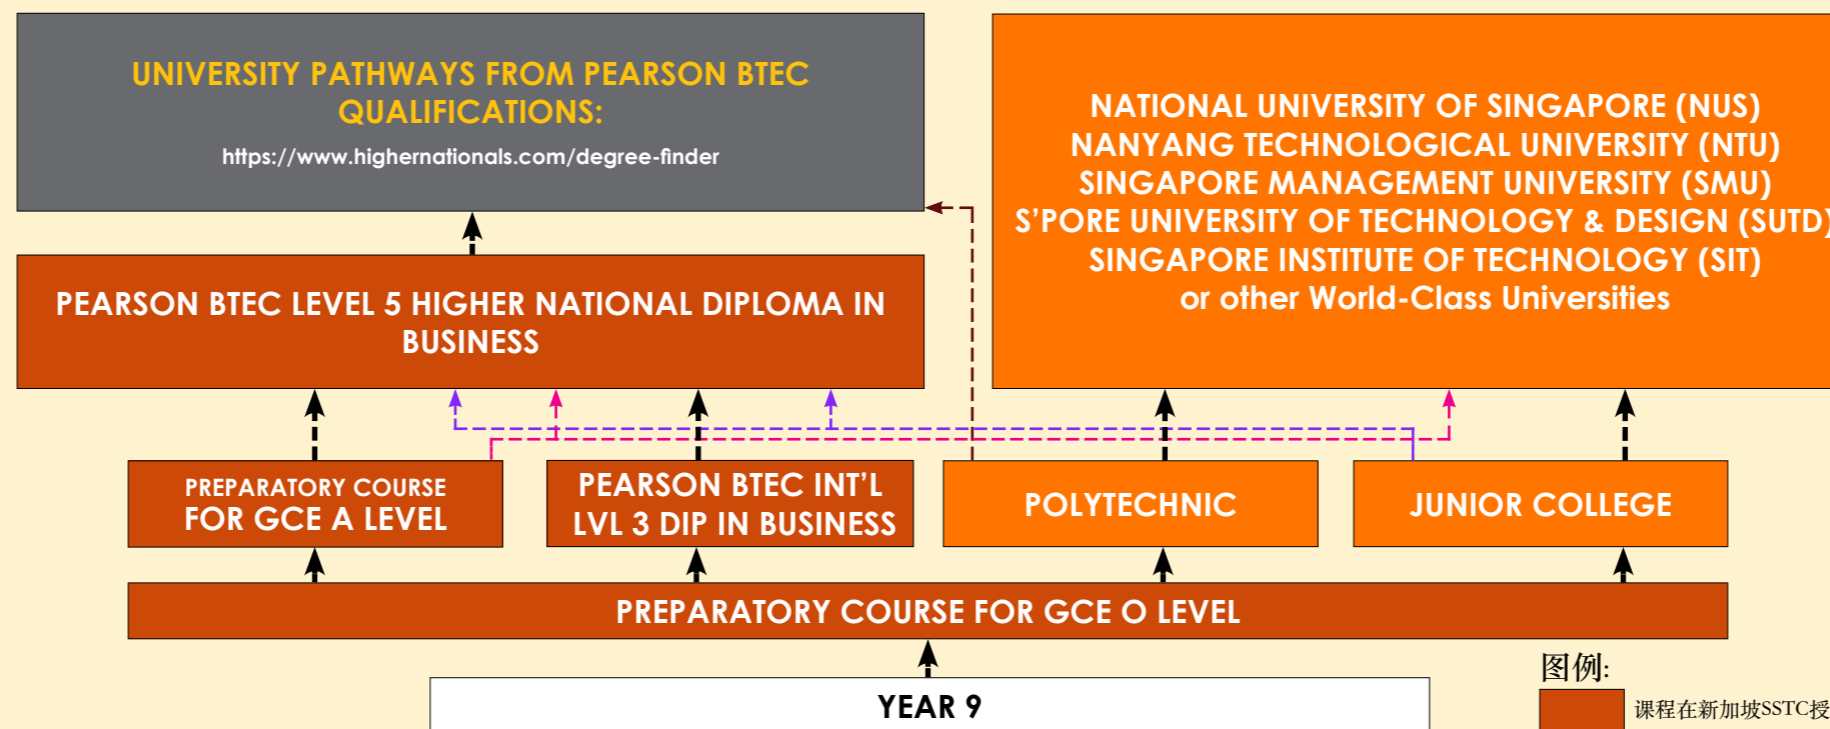 UNIVERSITY PATHWAYS FROM PEARSON BTEC
QUALIFICATIONS:
https://www.highernationals.com/degree-finder
NATIONAL UNIVERSITY OF SINGAPORE (NUS)
NANYANG TECHNOLOGICAL UNIVERSITY (NTU)
SINGAPORE MANAGEMENT UNIVERSITY (SMU)
S'PORE UNIVERSITY OF TECHNOLOGY & DESIGN (SUTD)
SINGAPORE INSTITUTE OF TECHNOLOGY (SIT)
or other World-Class Universities
PEARSON BTEC LEVEL 5 HIGHER NATIONAL DIPLOMA IN
BUSINESS
PREPARATORY COURSE
FOR GCE A LEVEL
PEARSON BTEC INT'L
LVL 3 DIP IN BUSINESS
POLYTECHNIC
JUNIOR COLLEGE
PREPARATORY COURSE FOR GCE O LEVEL
YEAR 9
图例:
课程在新加坡SSTC授